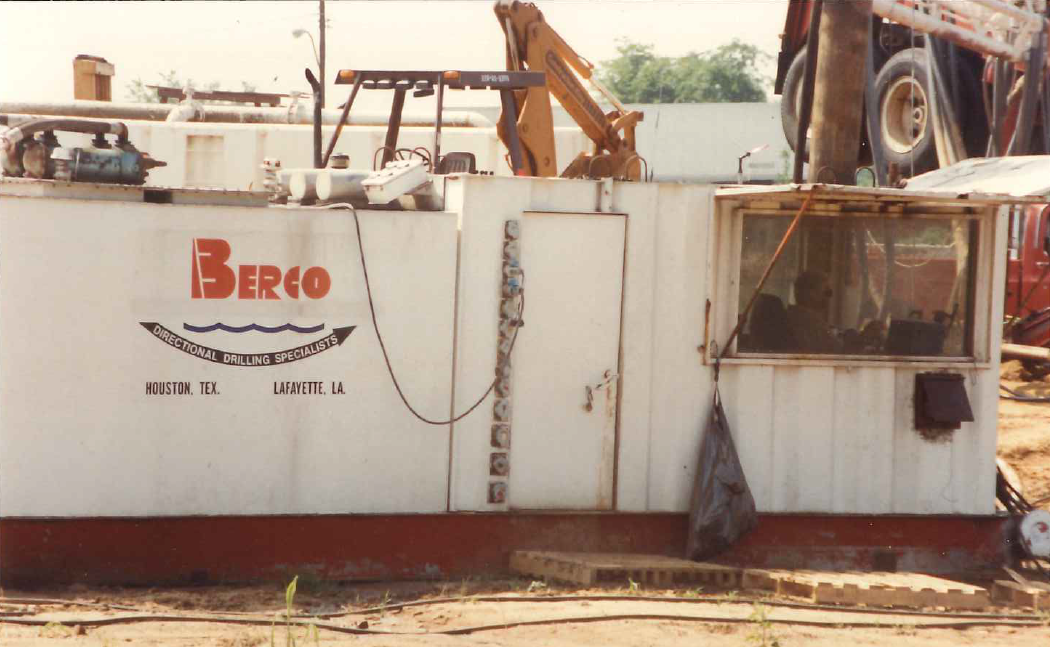 BERCO
DIRECTIONAL DRILLING SPECIALISTS
HOUSTON, TEX. LAFAYETTE, LA.